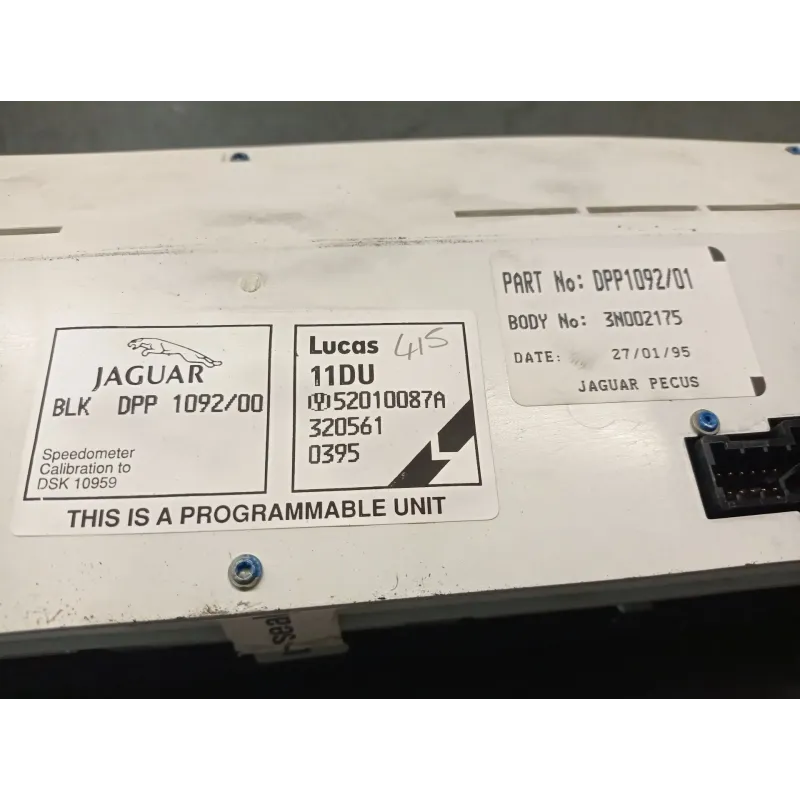 JAGUAR
BLK DPP 1092/00
Speedometer
Calibration to
DSK 10959
Lucas 415
11DU
52010087A
320561
0395
THIS IS A PROGRAMMABLE UNIT
PART No: DPP1092/01
BODY No: 3N002175
DATE: 27/01/95
JAGUAR PECUS